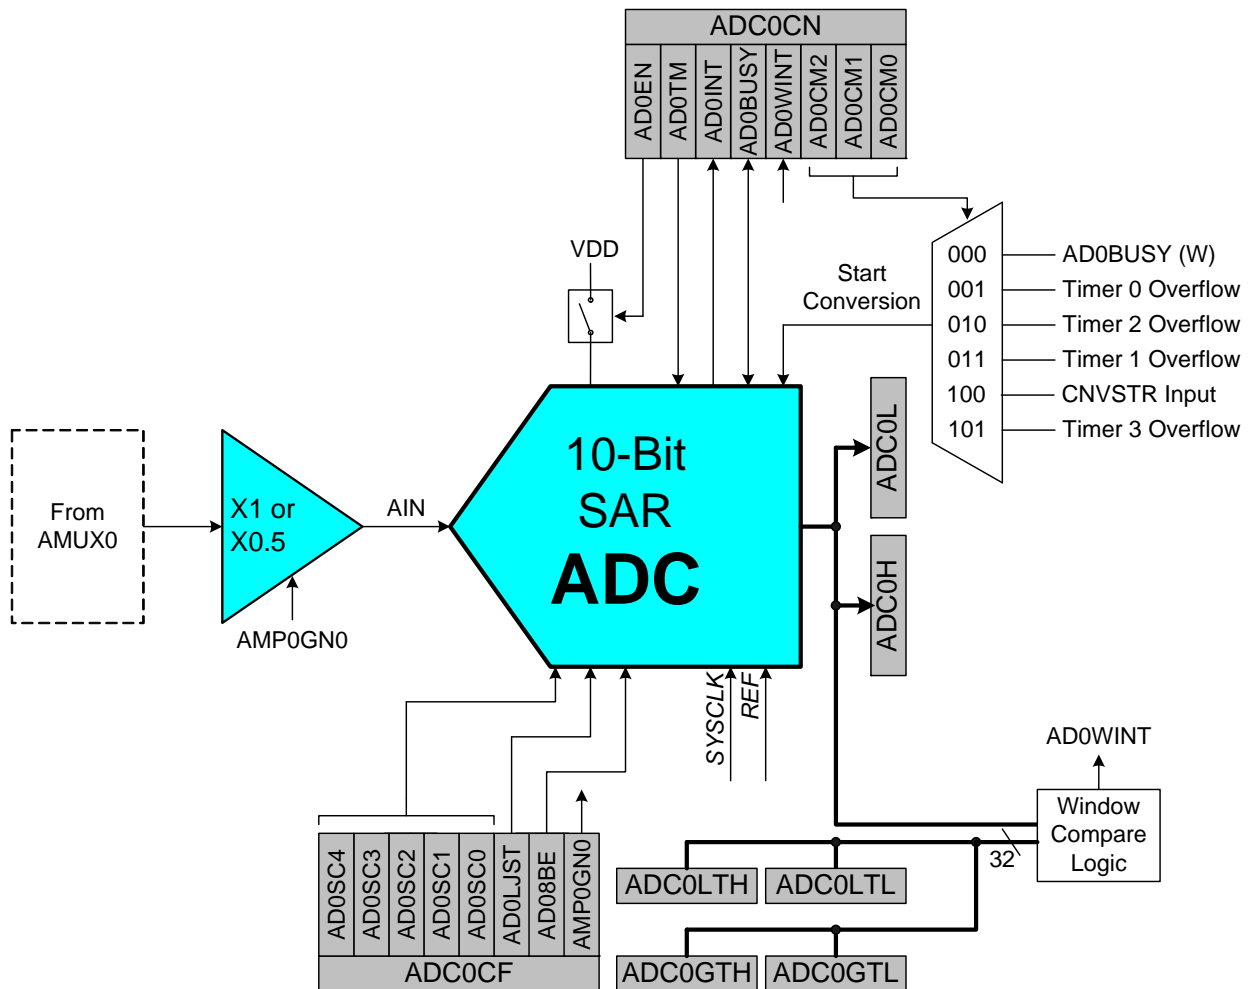 ADC0CN
AD0EN
AD0TM
AD0INT
AD0BUSY
AD0WINT
AD0CM2
AD0CM1
AD0CM0
VDD
Start
Conversion
000
AD0BUSY (W)
001
Timer 0 Overflow
010
Timer 2 Overflow
011
Timer 1 Overflow
100
CNVSTR Input
101
Timer 3 Overflow
From
AMUX0
X1 or
X0.5
AIN
AMP0GN0
10-Bit
SAR
ADC
ADC0L
ADC0H
SYSCLK
REF
AD0WINT
Window
Compare
Logic
32
AD0SC4
AD0SC3
AD0SC2
AD0SC1
AD0SC0
AD0LJST
AD08BE
AMP0GN0
ADC0CF
ADC0LTH
ADC0LTL
ADC0GTH
ADC0GTL